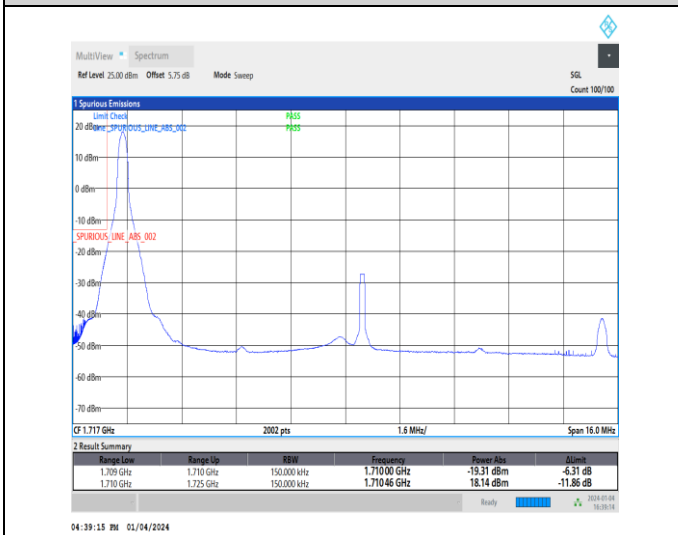 MultiView Spectrum
Ref Level 25.00 dBm Offset 5.75 dB Mode Sweep SGL
Count 100/100
1 Spurious Emissions
Limit Check PASS
20 dBm Line _SPURIOUS_LINE_ABS_002 PASS
10 dBm
0 dBm
-10 dBm
_SPURIOUS_LINE_ABS_002
-20 dBm
-30 dBm
-40 dBm
-50 dBm
-60 dBm
-70 dBm
CF 1.717 GHz 2002 pts 1.6 MHz/ Span 16.0 MHz
2 Result Summary
Range Low Range Up RBW Frequency Power Abs ΔLimit
1.709 GHz 1.710 GHz 150.000 kHz 1.71000 GHz -19.31 dBm -6.31 dB
1.710 GHz 1.725 GHz 150.000 kHz 1.71046 GHz 18.14 dBm -11.86 dB
Ready 2024-01-04
16:39:14
04:39:15 PM 01/04/2024